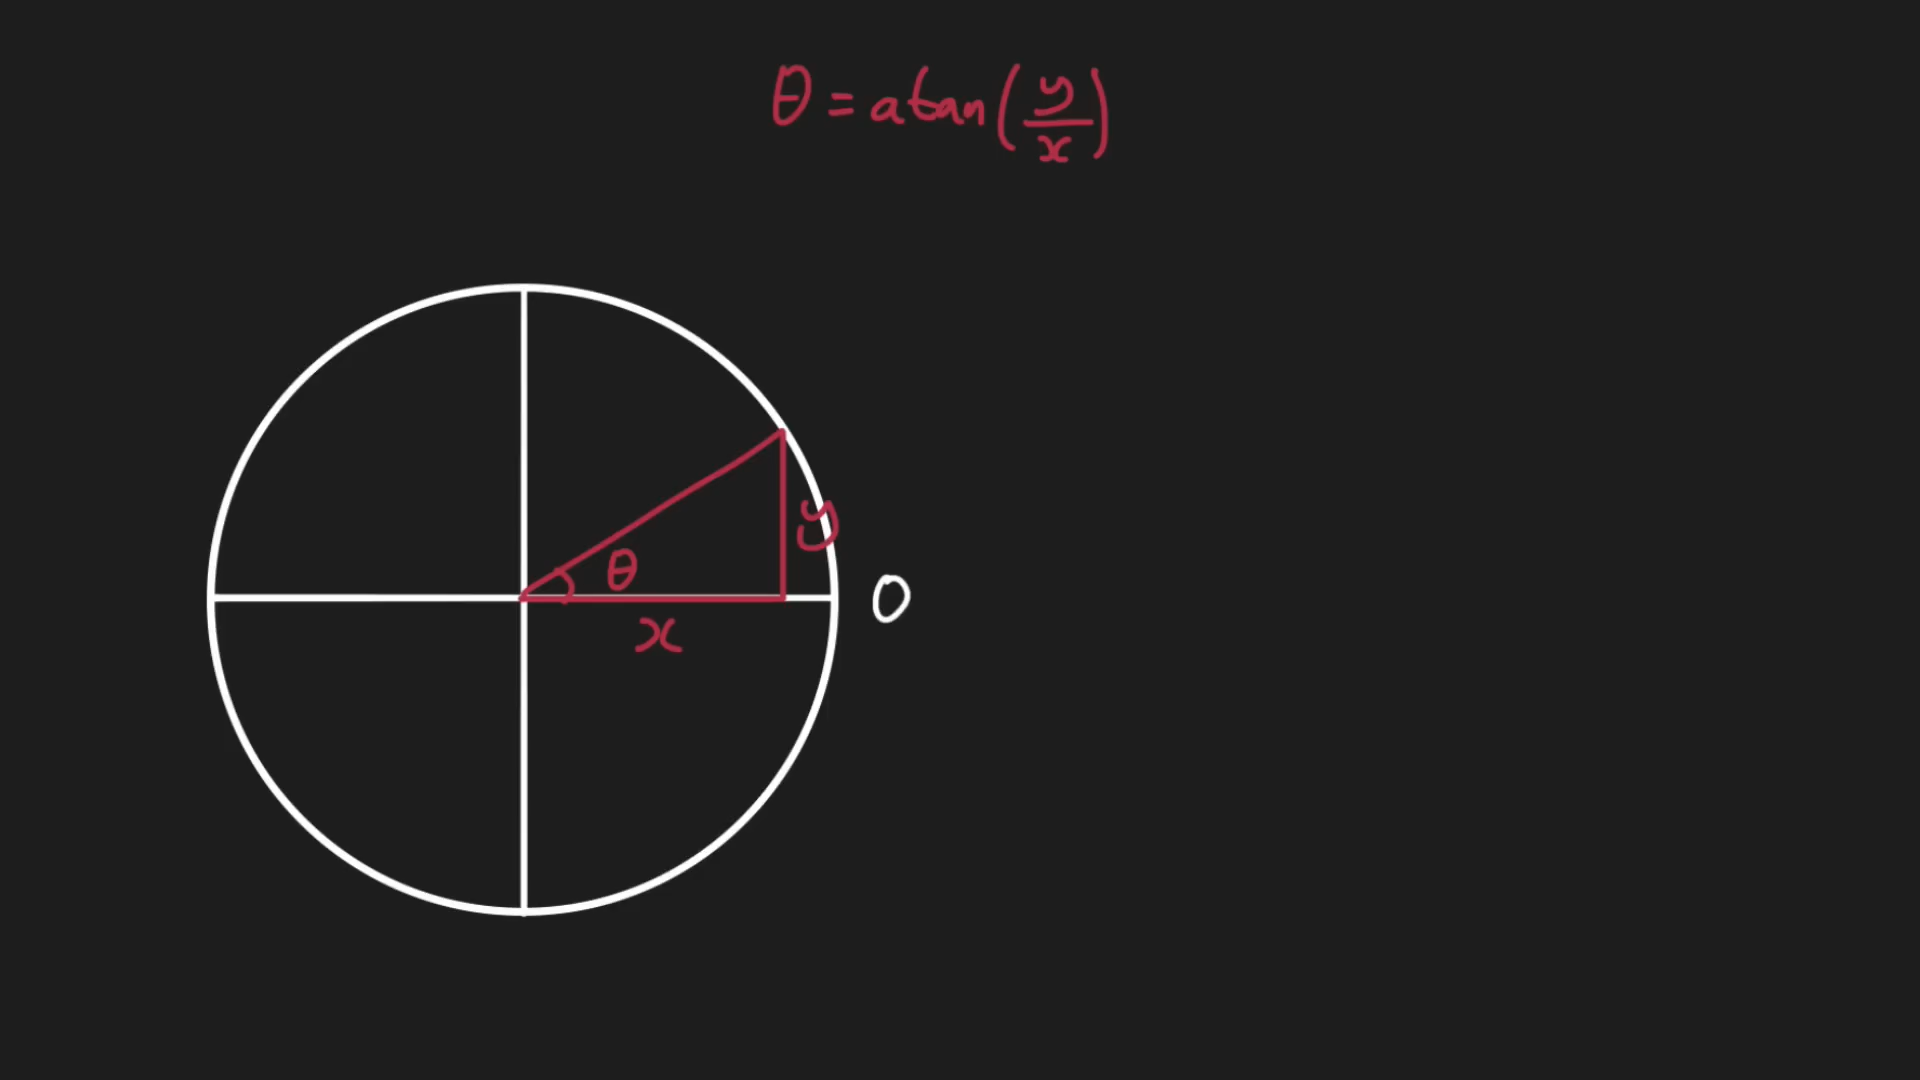 θ = atan(y/x)
y
θ
0
x